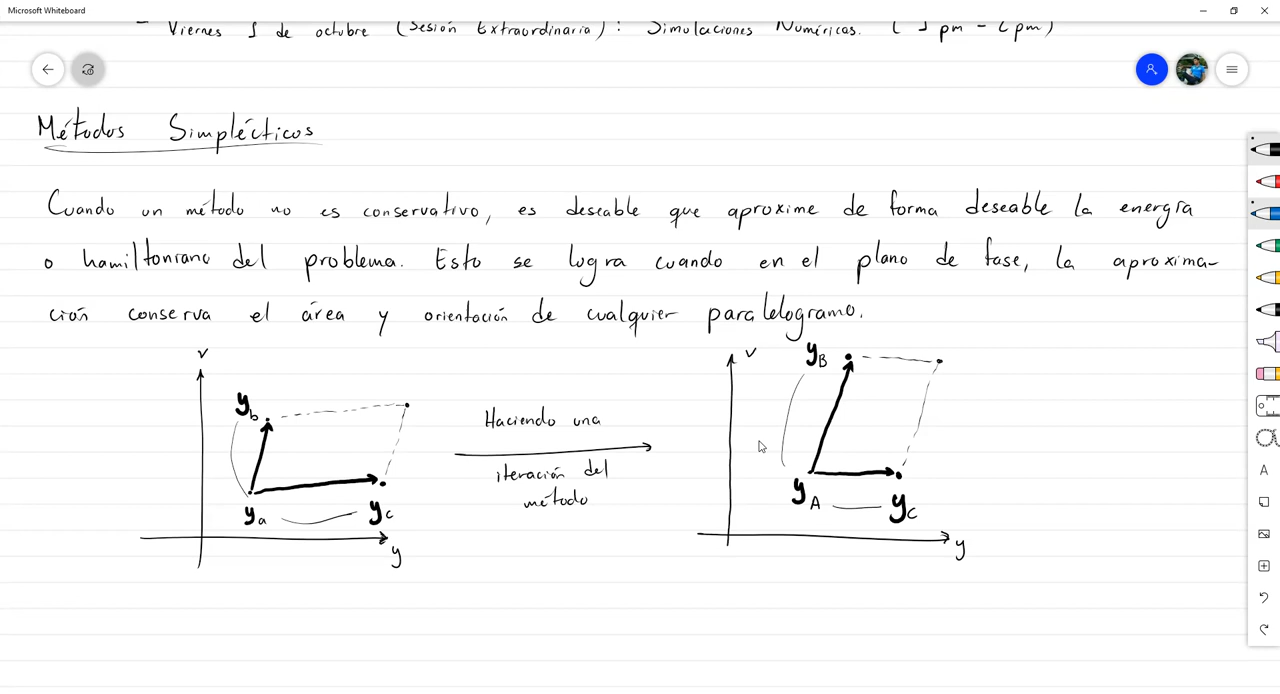 Microsoft Whiteboard
- Viernes 1 de octubre (Sesión Extraordinaria): Simulaciones Numéricas. ( pm - pm)
Métodos Simplécticos
Cuando un método no es conservativo, es deseable que aproxime de forma deseable la energía
o hamiltoniano del problema. Esto se logra cuando en el plano de fase, la aproxima-
ción conserva el área y orientación de cualquier paralelogramo.
v
y_b
y_a
y_c
y
Haciendo una
iteración del
método
v
y_B
y_A
y_C
y
A